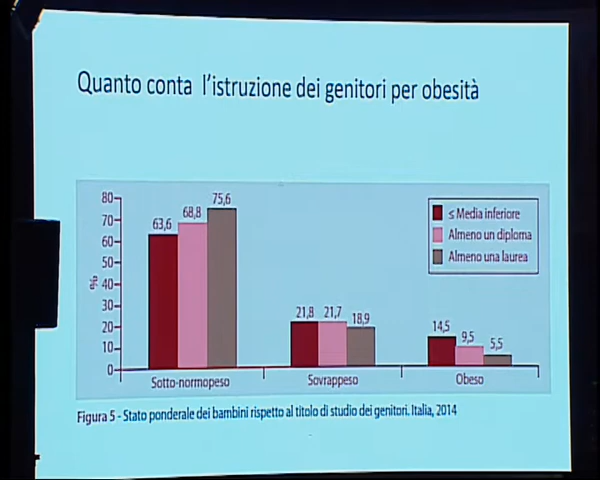 Quanto conta l'istruzione dei genitori per obesità
80
70
60
50
40
30
20
10
0
%
63,6
68,8
75,6
21,8
21,7
18,9
14,5
9,5
5,5
≤ Media inferiore
Almeno un diploma
Almeno una laurea
Sotto-normopeso
Sovrappeso
Obeso
Figura 5 - Stato ponderale dei bambini rispetto al titolo di studio dei genitori. Italia, 2014